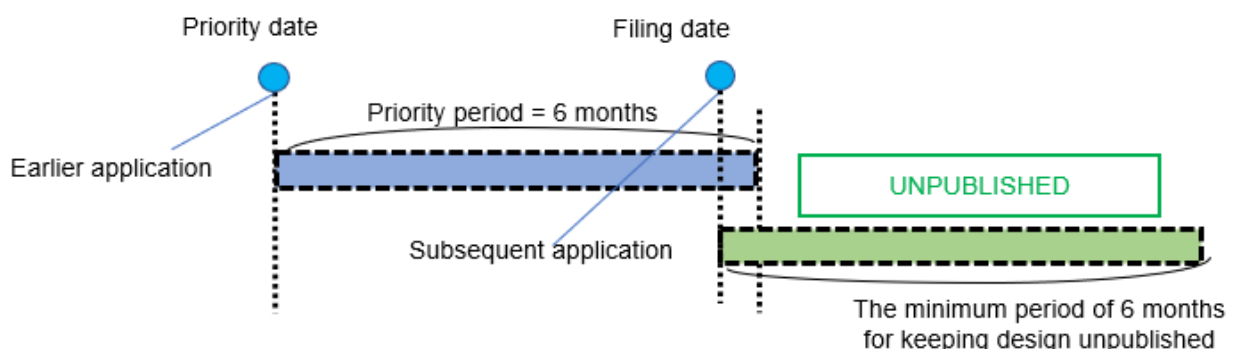 Priority date
Filing date
Priority period = 6 months
Earlier application
UNPUBLISHED
Subsequent application
The minimum period of 6 months
for keeping design unpublished